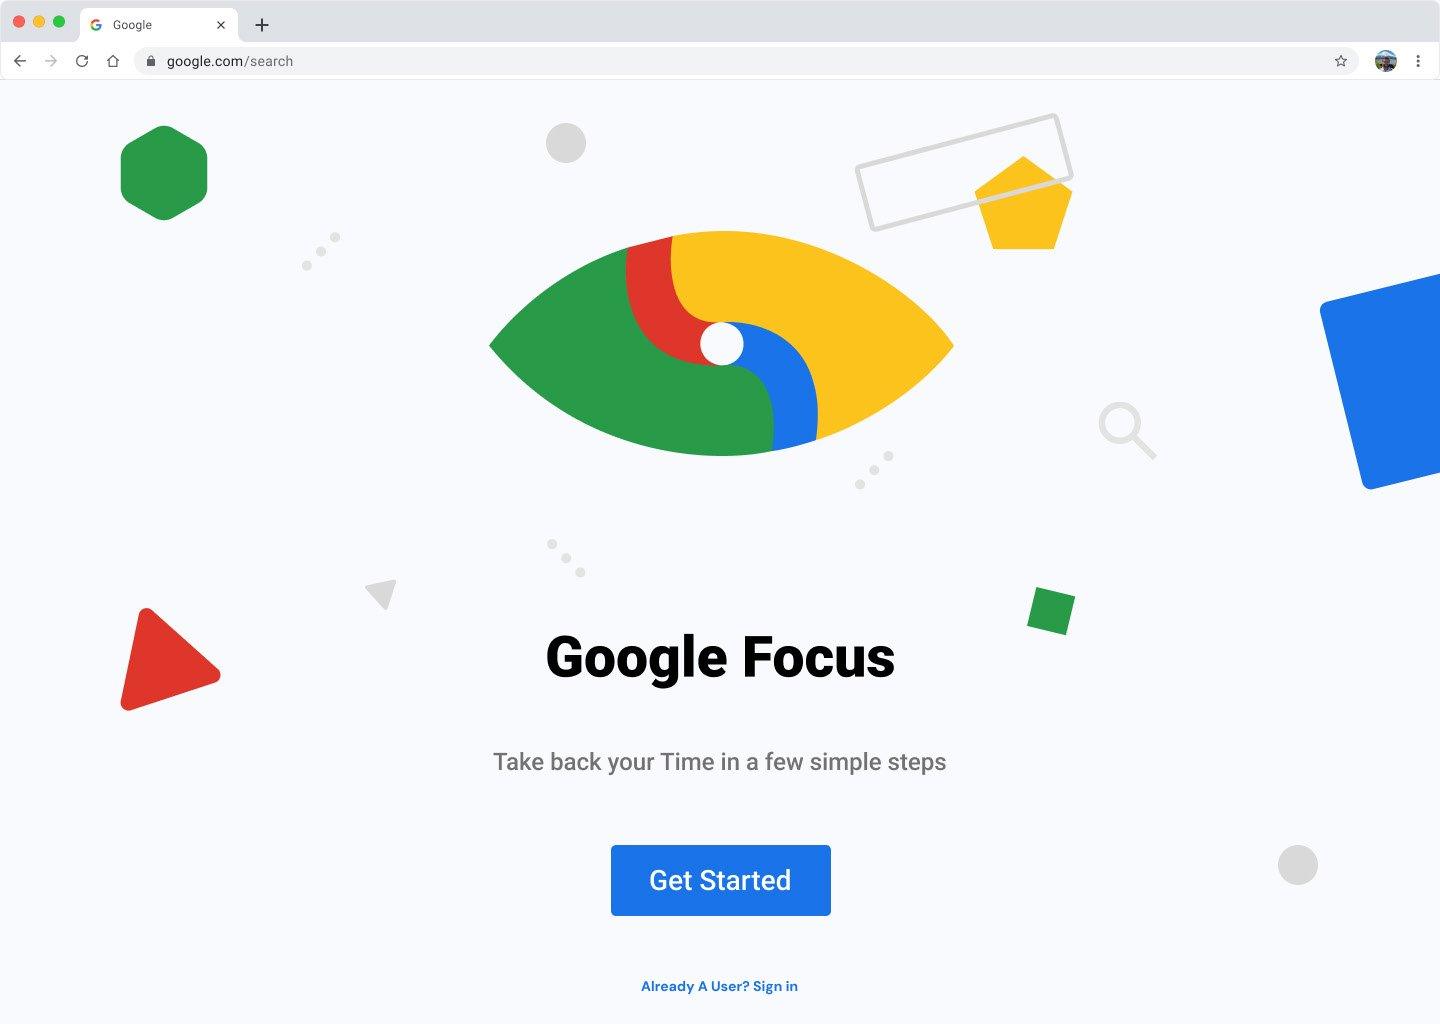 Google
google.com/search
Google Focus
Take back your Time in a few simple steps
Get Started
Already A User? Sign in